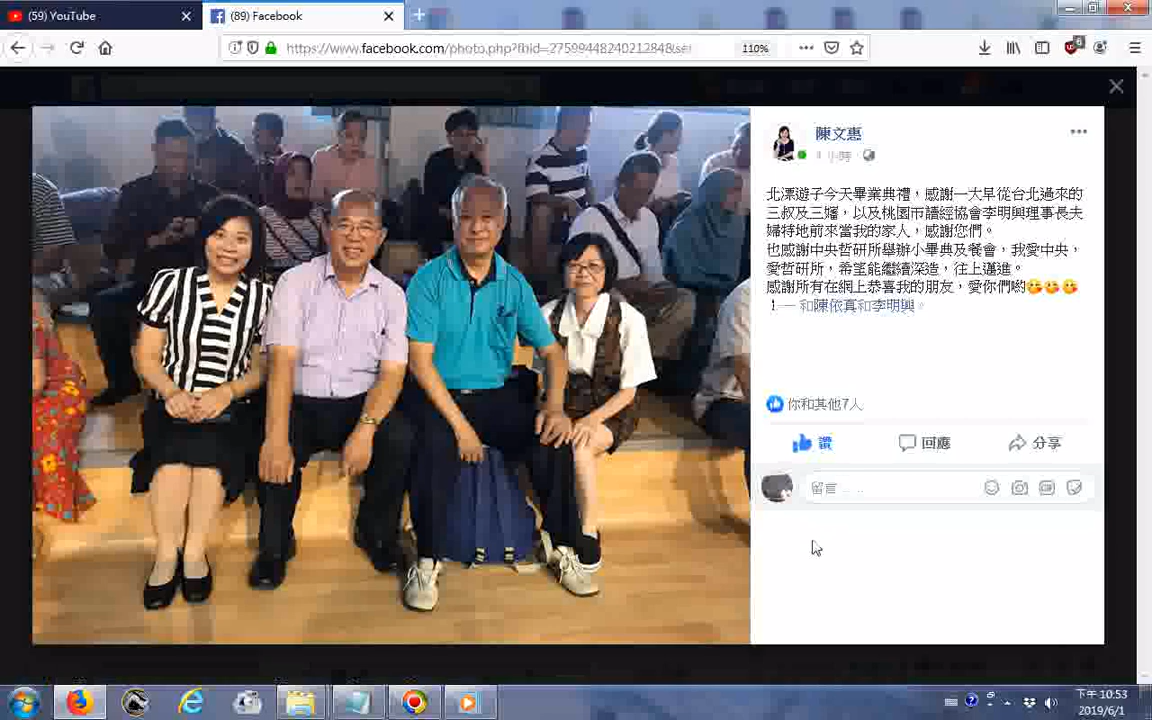 (59) YouTube
(89) Facebook
https://www.facebook.com/photo.php?fbid=2759944824021284&se
110%
6
陳文惠
北漂遊子今天畢業典禮，感謝一大早從台北過來的
三叔及三嬸，以及桃園市讀經協會李明興理事長夫
婦特地前來當我的家人，感謝您們。
也感謝中央哲研所舉辦小畢典及餐會，我愛中央，
愛哲研所，希望能繼續深造，往上邁進。
感謝所有在網上恭喜我的朋友，愛你們喲😋😋😋
！— 和陳依真和李明興。
你和其他7人
讚
回應
分享
留言……
下午 10:53
2019/6/1